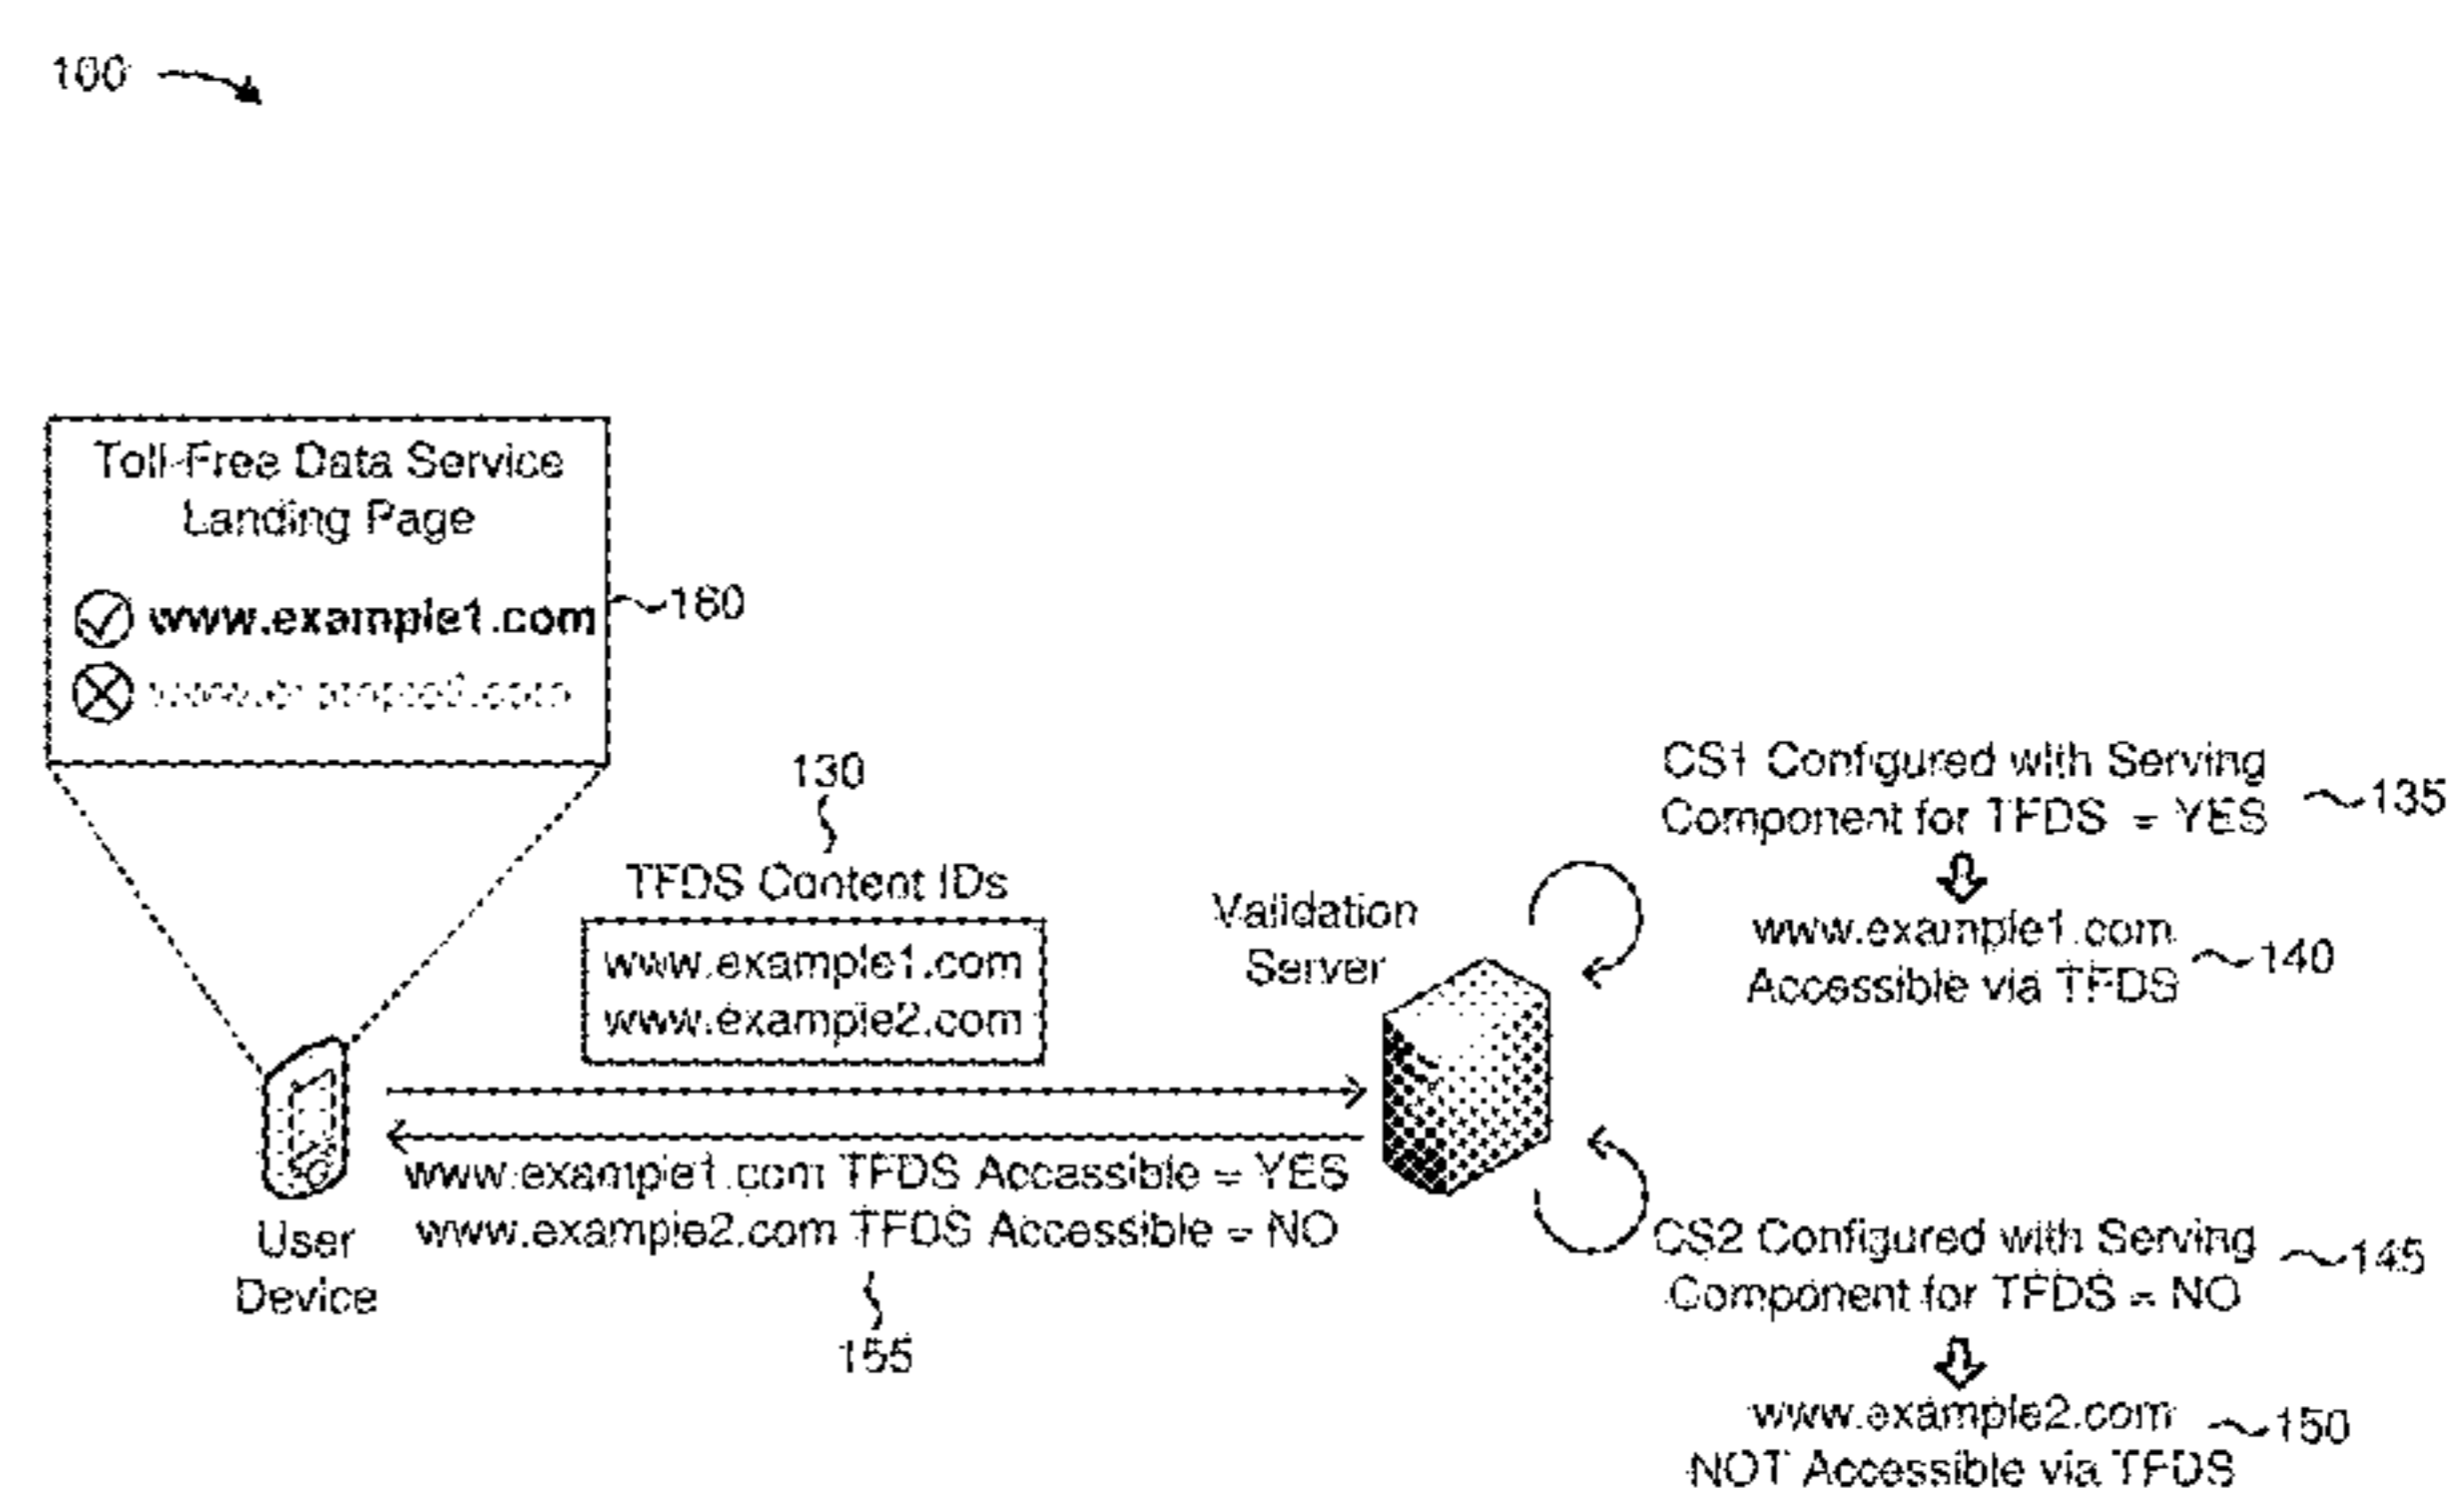 100
Toll-Free Data Service
Landing Page
www.example1.com
160
130
TFDS Content IDs
www.example1.com
www.example2.com
Validation
Server
CS1 Configured with Serving
Component for TFDS = YES
135
www.example1.com
Accessible via TFDS
140
www.example1.com TFDS Accessible = YES
www.example2.com TFDS Accessible = NO
155
User
Device
CS2 Configured with Serving
Component for TFDS = NO
145
www.example2.com
NOT Accessible via TFDS
150